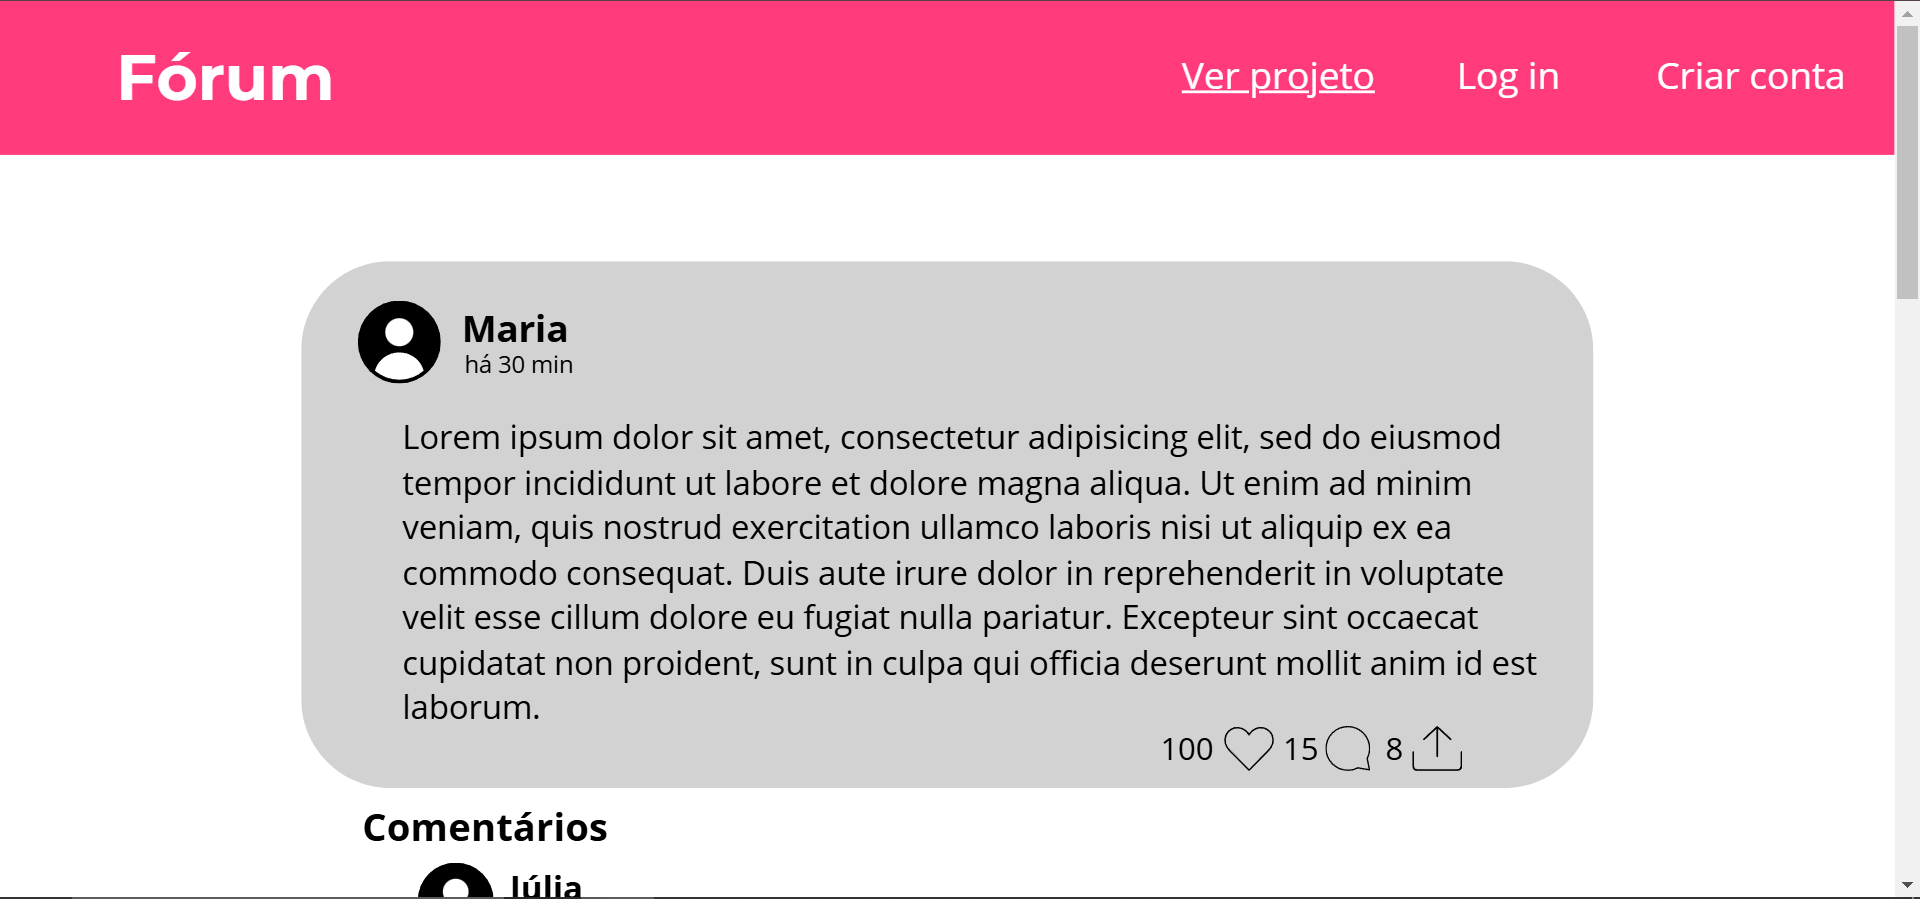 Fórum
Ver projeto
Log in
Criar conta
Maria
há 30 min
Lorem ipsum dolor sit amet, consectetur adipisicing elit, sed do eiusmod
tempor incididunt ut labore et dolore magna aliqua. Ut enim ad minim
veniam, quis nostrud exercitation ullamco laboris nisi ut aliquip ex ea
commodo consequat. Duis aute irure dolor in reprehenderit in voluptate
velit esse cillum dolore eu fugiat nulla pariatur. Excepteur sint occaecat
cupidatat non proident, sunt in culpa qui officia deserunt mollit anim id est
laborum.
100 15 8
Comentários
Júlia